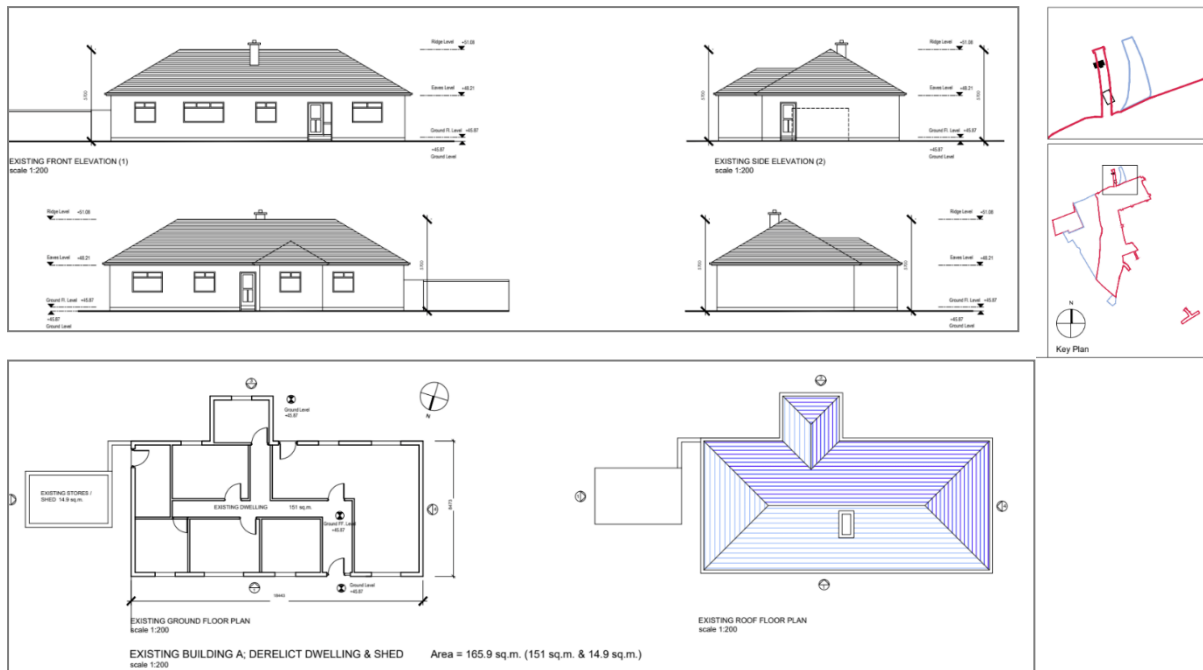 Ridge Level +51.08
Eaves Level +48.21
Ground Fl. Level +45.87
+45.87
Ground Level
EXISTING FRONT ELEVATION (1)
scale 1:200
Ridge Level +51.08
Eaves Level +48.21
Ground Fl. Level +45.87
+45.87
Ground Level
EXISTING SIDE ELEVATION (2)
scale 1:200
Ridge Level +51.08
Eaves Level +48.21
Ground Fl. Level +45.87
+45.87
Ground Level
Ridge Level +51.08
Eaves Level +48.21
Ground Fl. Level +45.87
+45.87
Ground Level
N
Key Plan
Ground Level
+45.87
N
EXISTING STORES /
SHED 14.9 sq.m.
EXISTING DWELLING 151 sq.m.
Ground FF. Level
+45.87
Ground Level
+45.87
EXISTING GROUND FLOOR PLAN
scale 1:200
EXISTING ROOF FLOOR PLAN
scale 1:200
EXISTING BUILDING A; DERELICT DWELLING & SHED Area = 165.9 sq.m. (151 sq.m. & 14.9 sq.m.)
scale 1:200